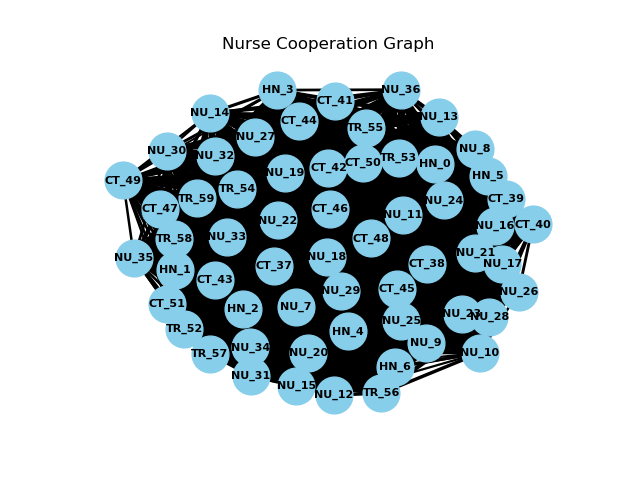 Nurse Cooperation Graph
HN_3
NU_36
CT_41
NU_14
NU_13
CT_44
TR_55
NU_27
NU_30
NU_32
NU_8
TR_53
CT_50
HN_0
CT_42
NU_19
HN_5
CT_49
TR_54
TR_59
CT_39
NU_24
CT_47
CT_46
NU_11
NU_22
CT_40
NU_16
NU_33
TR_58
CT_48
NU_21
NU_18
NU_35
NU_17
CT_38
CT_37
HN_1
CT_43
CT_45
NU_29
NU_26
CT_51
NU_7
HN_2
NU_23
NU_28
NU_25
TR_52
HN_4
NU_9
NU_34
NU_20
TR_57
NU_10
HN_6
NU_31
NU_15
TR_56
NU_12